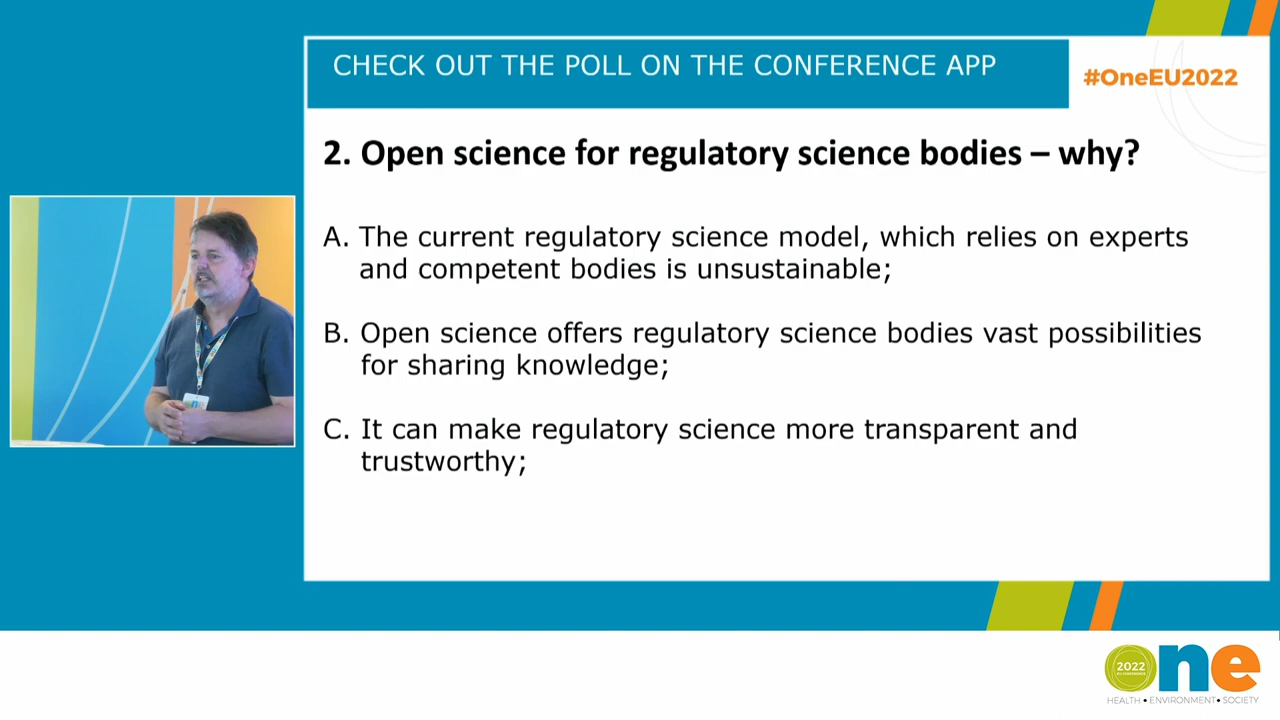 CHECK OUT THE POLL ON THE CONFERENCE APP
#OneEU2022
2. Open science for regulatory science bodies – why?
A. The current regulatory science model, which relies on experts
and competent bodies is unsustainable;
B. Open science offers regulatory science bodies vast possibilities
for sharing knowledge;
C. It can make regulatory science more transparent and
trustworthy;
2022
EU CONFERENCE
one
HEALTH • ENVIRONMENT • SOCIETY